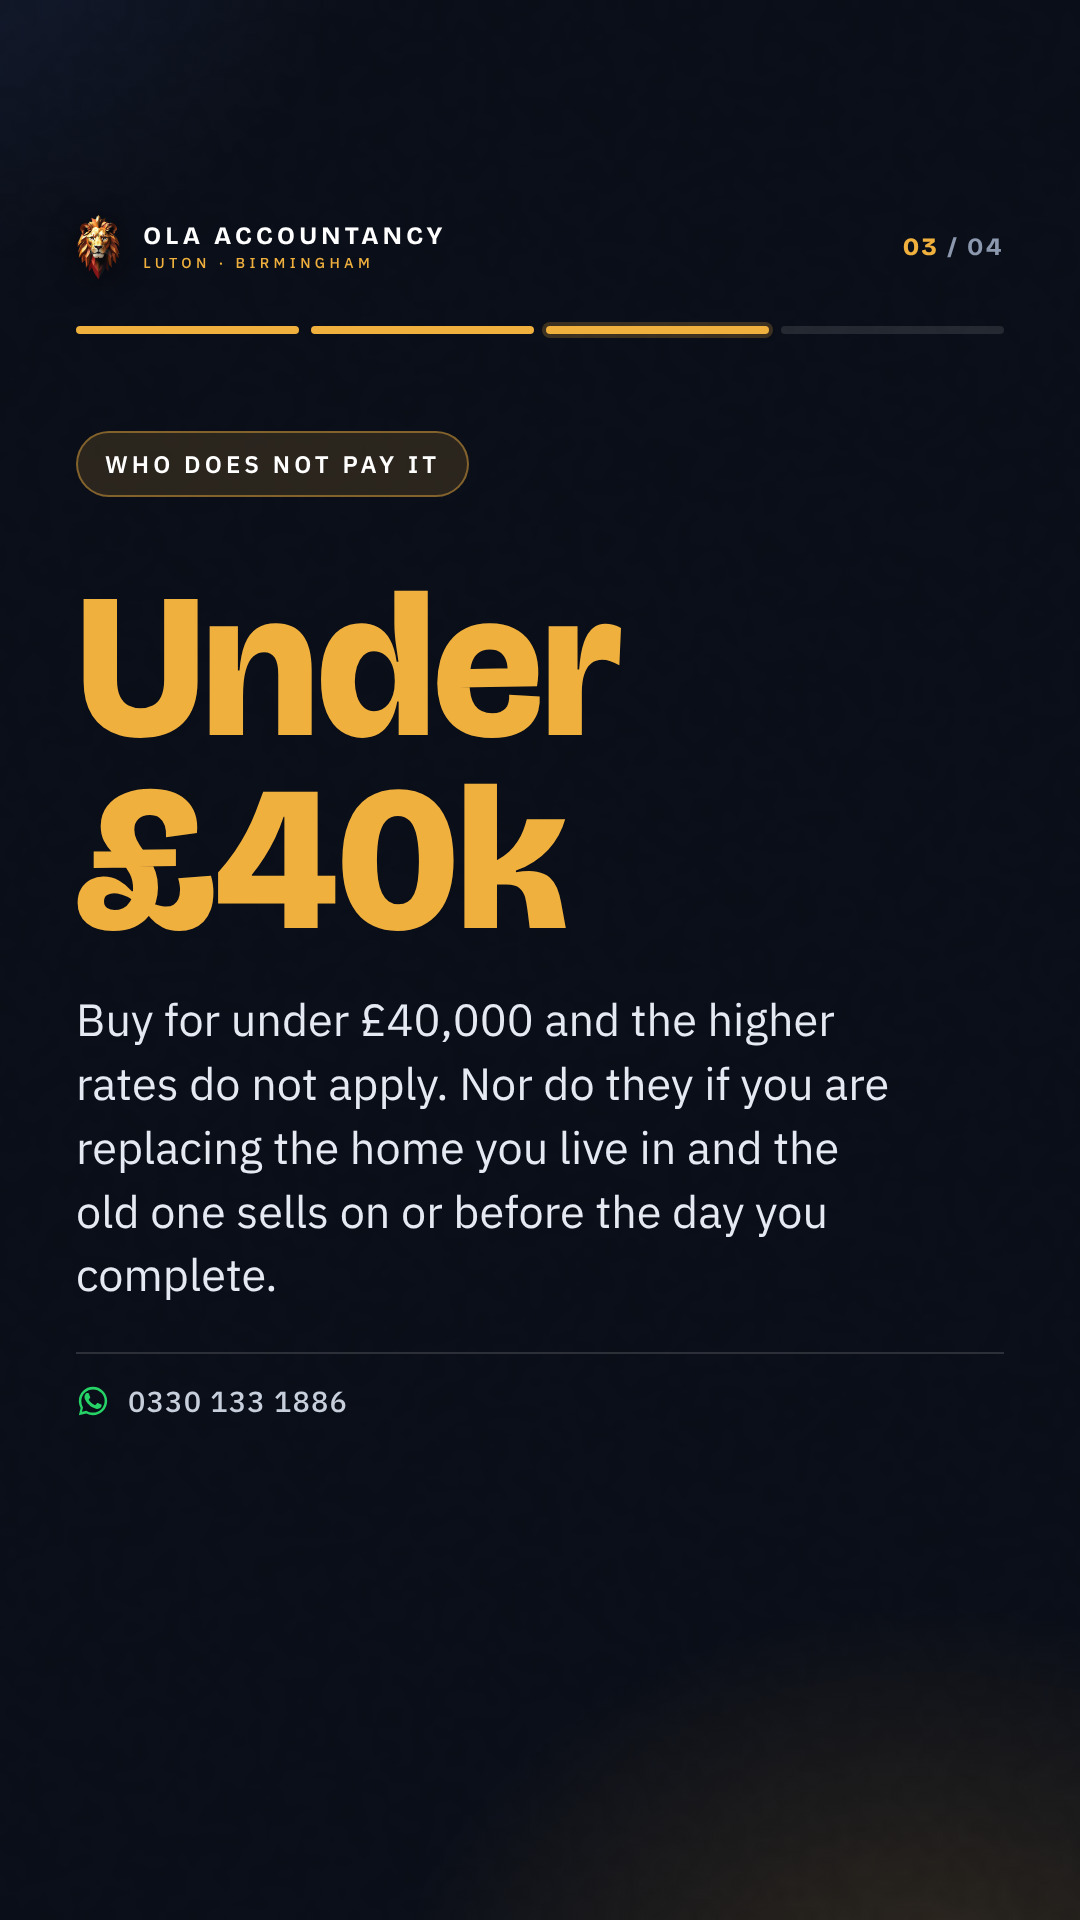 OLA ACCOUNTANCY
LUTON · BIRMINGHAM
03 / 04
WHO DOES NOT PAY IT
Under
£40k
Buy for under £40,000 and the higher
rates do not apply. Nor do they if you are
replacing the home you live in and the
old one sells on or before the day you
complete.
0330 133 1886